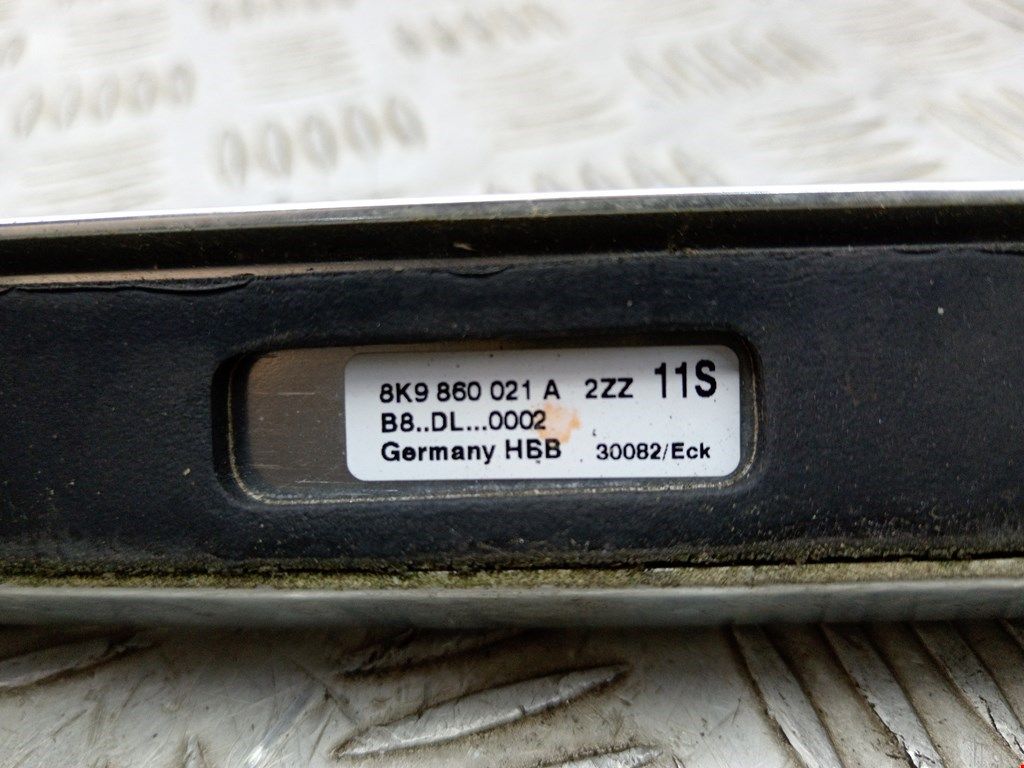 8K9 860 021 A 2ZZ 11S
B8..DL...0002
Germany HBB 30082/Eck